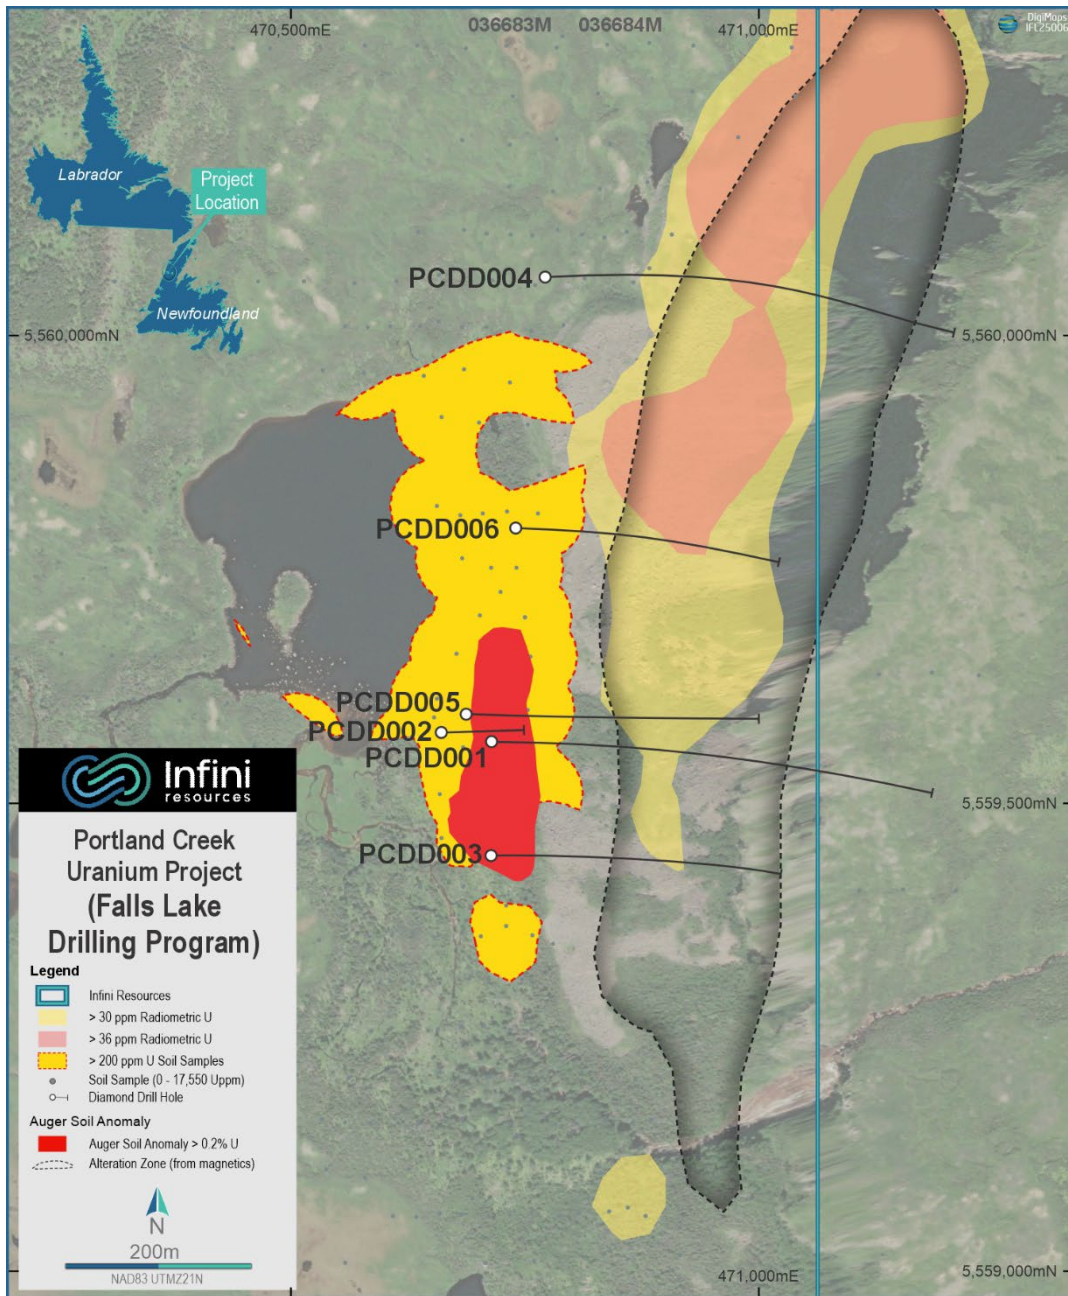 470,500mE
036683M
036684M
471,000mE
DigiMaps
IFL25006
Labrador
Project
Location
Newfoundland
PCDD004
5,560,000mN
5,560,000mN
PCDD006
PCDD005
PCDD002
PCDD001
5,559,500mN
PCDD003
Infini
resources
Portland Creek
Uranium Project
(Falls Lake
Drilling Program)
Legend
Infini Resources
> 30 ppm Radiometric U
> 36 ppm Radiometric U
> 200 ppm U Soil Samples
Soil Sample (0 - 17,550 Uppm)
Diamond Drill Hole
Auger Soil Anomaly
Auger Soil Anomaly > 0.2% U
Alteration Zone (from magnetics)
N
200m
NAD83 UTMZ21N
471,000mE
5,559,000mN